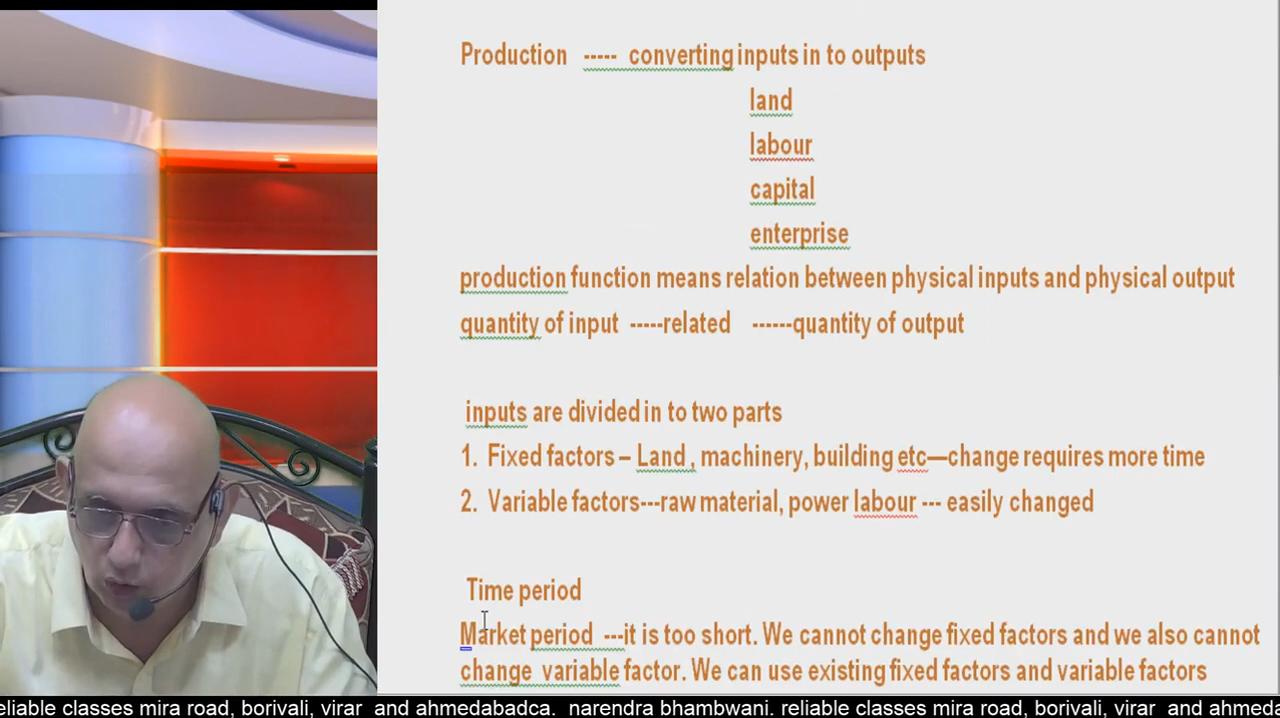 Production ----- converting inputs in to outputs
land
labour
capital
enterprise
production function means relation between physical inputs and physical output
quantity of input -----related ------quantity of output
inputs are divided in to two parts
1. Fixed factors – Land , machinery, building etc—change requires more time
2. Variable factors---raw material, power labour --- easily changed
Time period
Market period ---it is too short. We cannot change fixed factors and we also cannot
change variable factor. We can use existing fixed factors and variable factors
reliable classes mira road, borivali, virar and ahmedabadca. narendra bhambwani. reliable classes mira road, borivali, virar and ahmeda